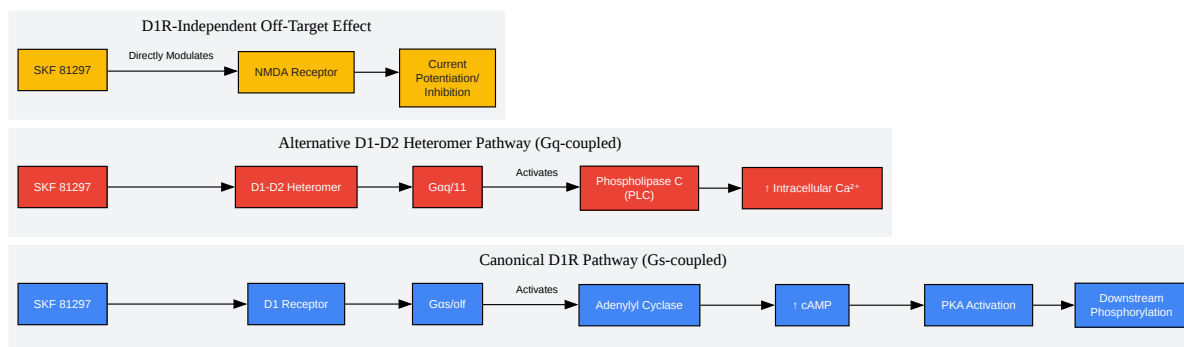 D1R-Independent Off-Target Effect
SKF 81297
Directly Modulates
NMDA Receptor
Current
Potentiation/
Inhibition
Alternative D1-D2 Heteromer Pathway (Gq-coupled)
SKF 81297
D1-D2 Heteromer
Gαq/11
Activates
Phospholipase C
(PLC)
↑ Intracellular Ca²⁺
Canonical D1R Pathway (Gs-coupled)
SKF 81297
D1 Receptor
Gαs/olf
Activates
Adenylyl Cyclase
↑ cAMP
PKA Activation
Downstream
Phosphorylation